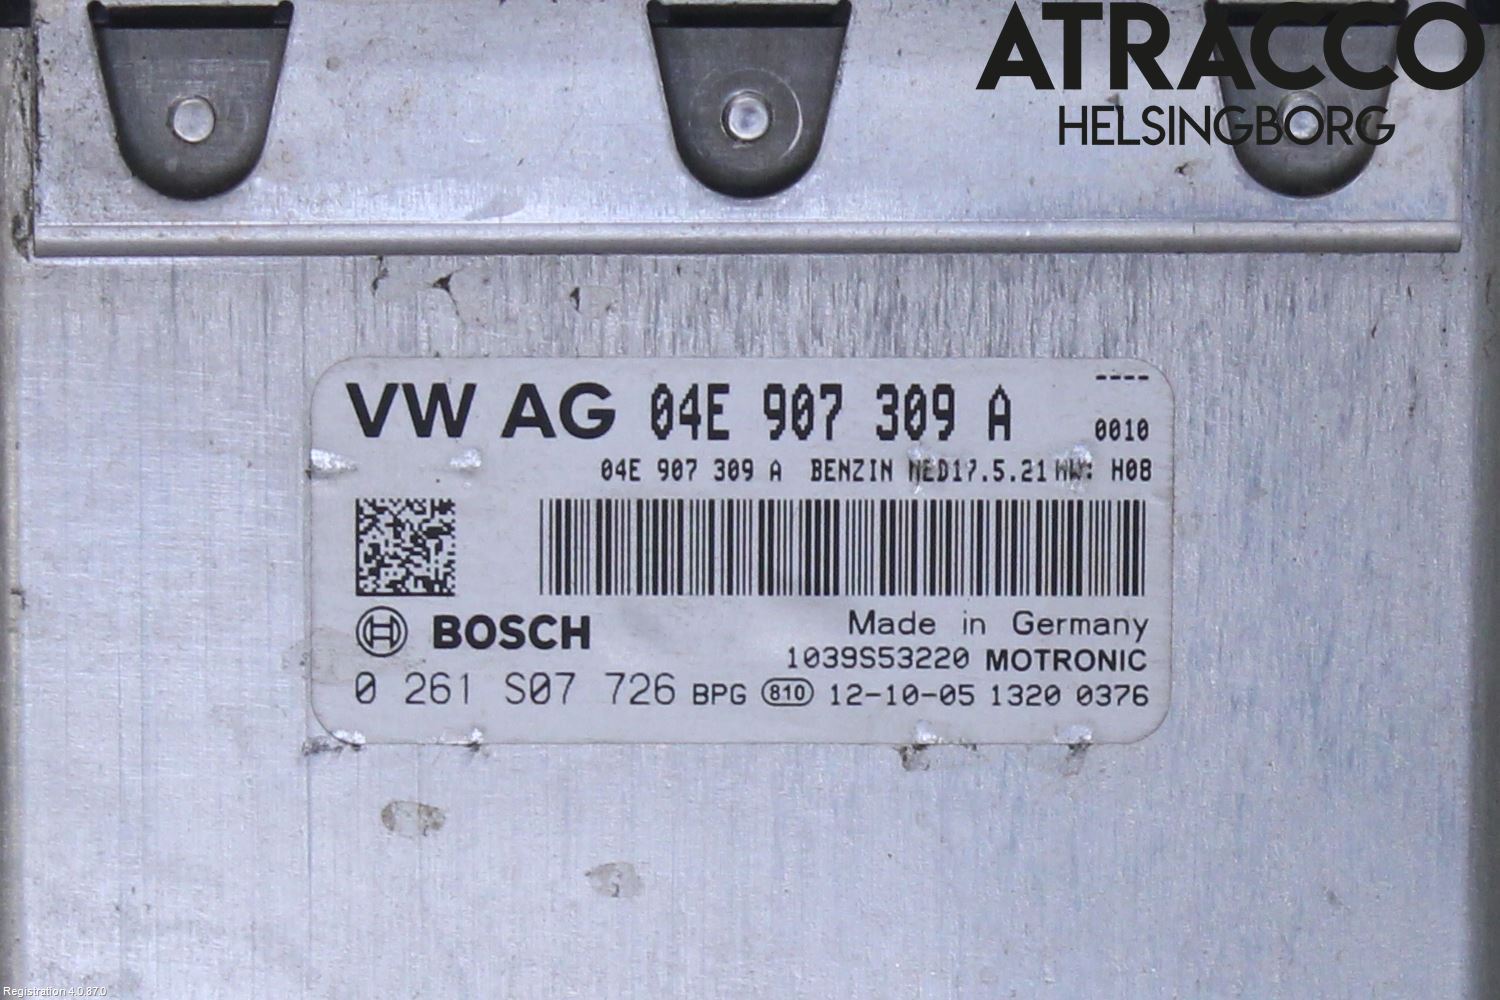 ATRACCO
HELSINGBORG
VW AG 04E 907 309 A
----
0010
04E 907 309 A BENZIN MED17.5.21 HW: H08
BOSCH
Made in Germany
1039S53220 MOTRONIC
0 261 S07 726 BPG 810 12-10-05 1320 0376
Registration 4.0.87.0